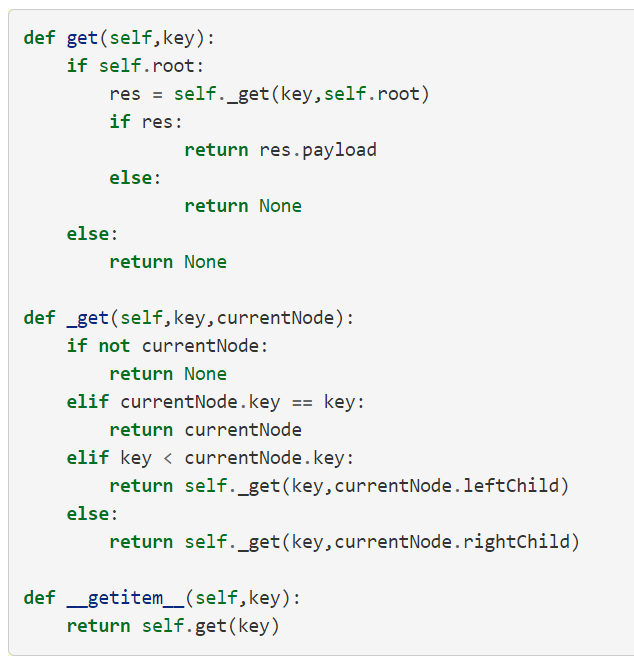 def get(self,key):
    if self.root:
        res = self._get(key,self.root)
        if res:
               return res.payload
        else:
               return None
    else:
        return None

def _get(self,key,currentNode):
    if not currentNode:
        return None
    elif currentNode.key == key:
        return currentNode
    elif key < currentNode.key:
        return self._get(key,currentNode.leftChild)
    else:
        return self._get(key,currentNode.rightChild)

def __getitem__(self,key):
    return self.get(key)